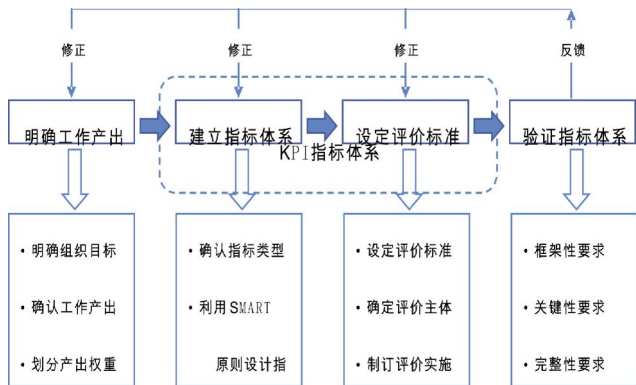 修正
修正
修正
反馈
明确工作产出
建立指标体系
设定评价标准
验证指标体系
KPI指标体系
·明确组织目标
·确认工作产出
·划分产出权重
·确认指标类型
·利用SMART
原则设计指
·设定评价标准
·确定评价主体
·制订评价实施
·框架性要求
·关键性要求
·完整性要求